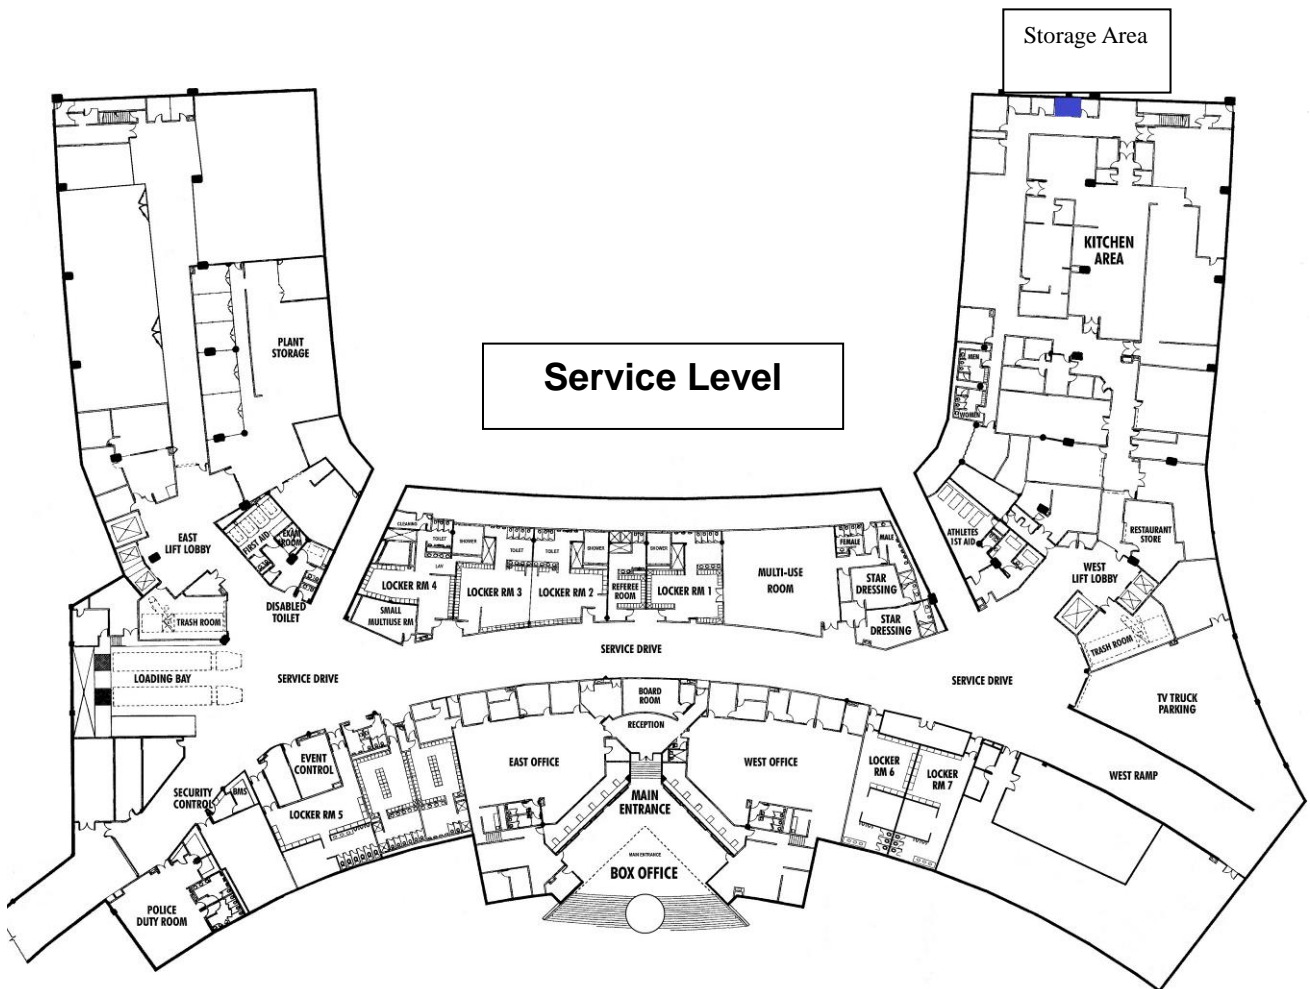 Storage Area
KITCHEN
AREA
PLANT
STORAGE
Service Level
MEN
WOMEN
EAST
LIFT LOBBY
FIRST AID
EXAM
ROOM
DISABLED
TOILET
TRASH ROOM
CLEANING
TOILET
SHOWER
TOILET
TOILET
SHOWER
SHOWER
LAV
LOCKER RM 4
LOCKER RM 3
LOCKER RM 2
REFEREE
ROOM
LOCKER RM 1
SMALL
MULTIUSE RM
MULTI-USE
ROOM
FEMALE
MALE
STAR
DRESSING
STAR
DRESSING
ATHLETES
1ST AID
RESTAURANT
STORE
WEST
LIFT LOBBY
TRASH ROOM
LOADING BAY
SERVICE DRIVE
SERVICE DRIVE
SERVICE DRIVE
TV TRUCK
PARKING
BOARD
ROOM
RECEPTION
EVENT
CONTROL
EAST OFFICE
WEST OFFICE
LOCKER
RM 6
LOCKER
RM 7
WEST RAMP
SECURITY
CONTROL
BMS
LOCKER RM 5
MAIN
ENTRANCE
MAIN ENTRANCE
BOX OFFICE
POLICE
DUTY ROOM